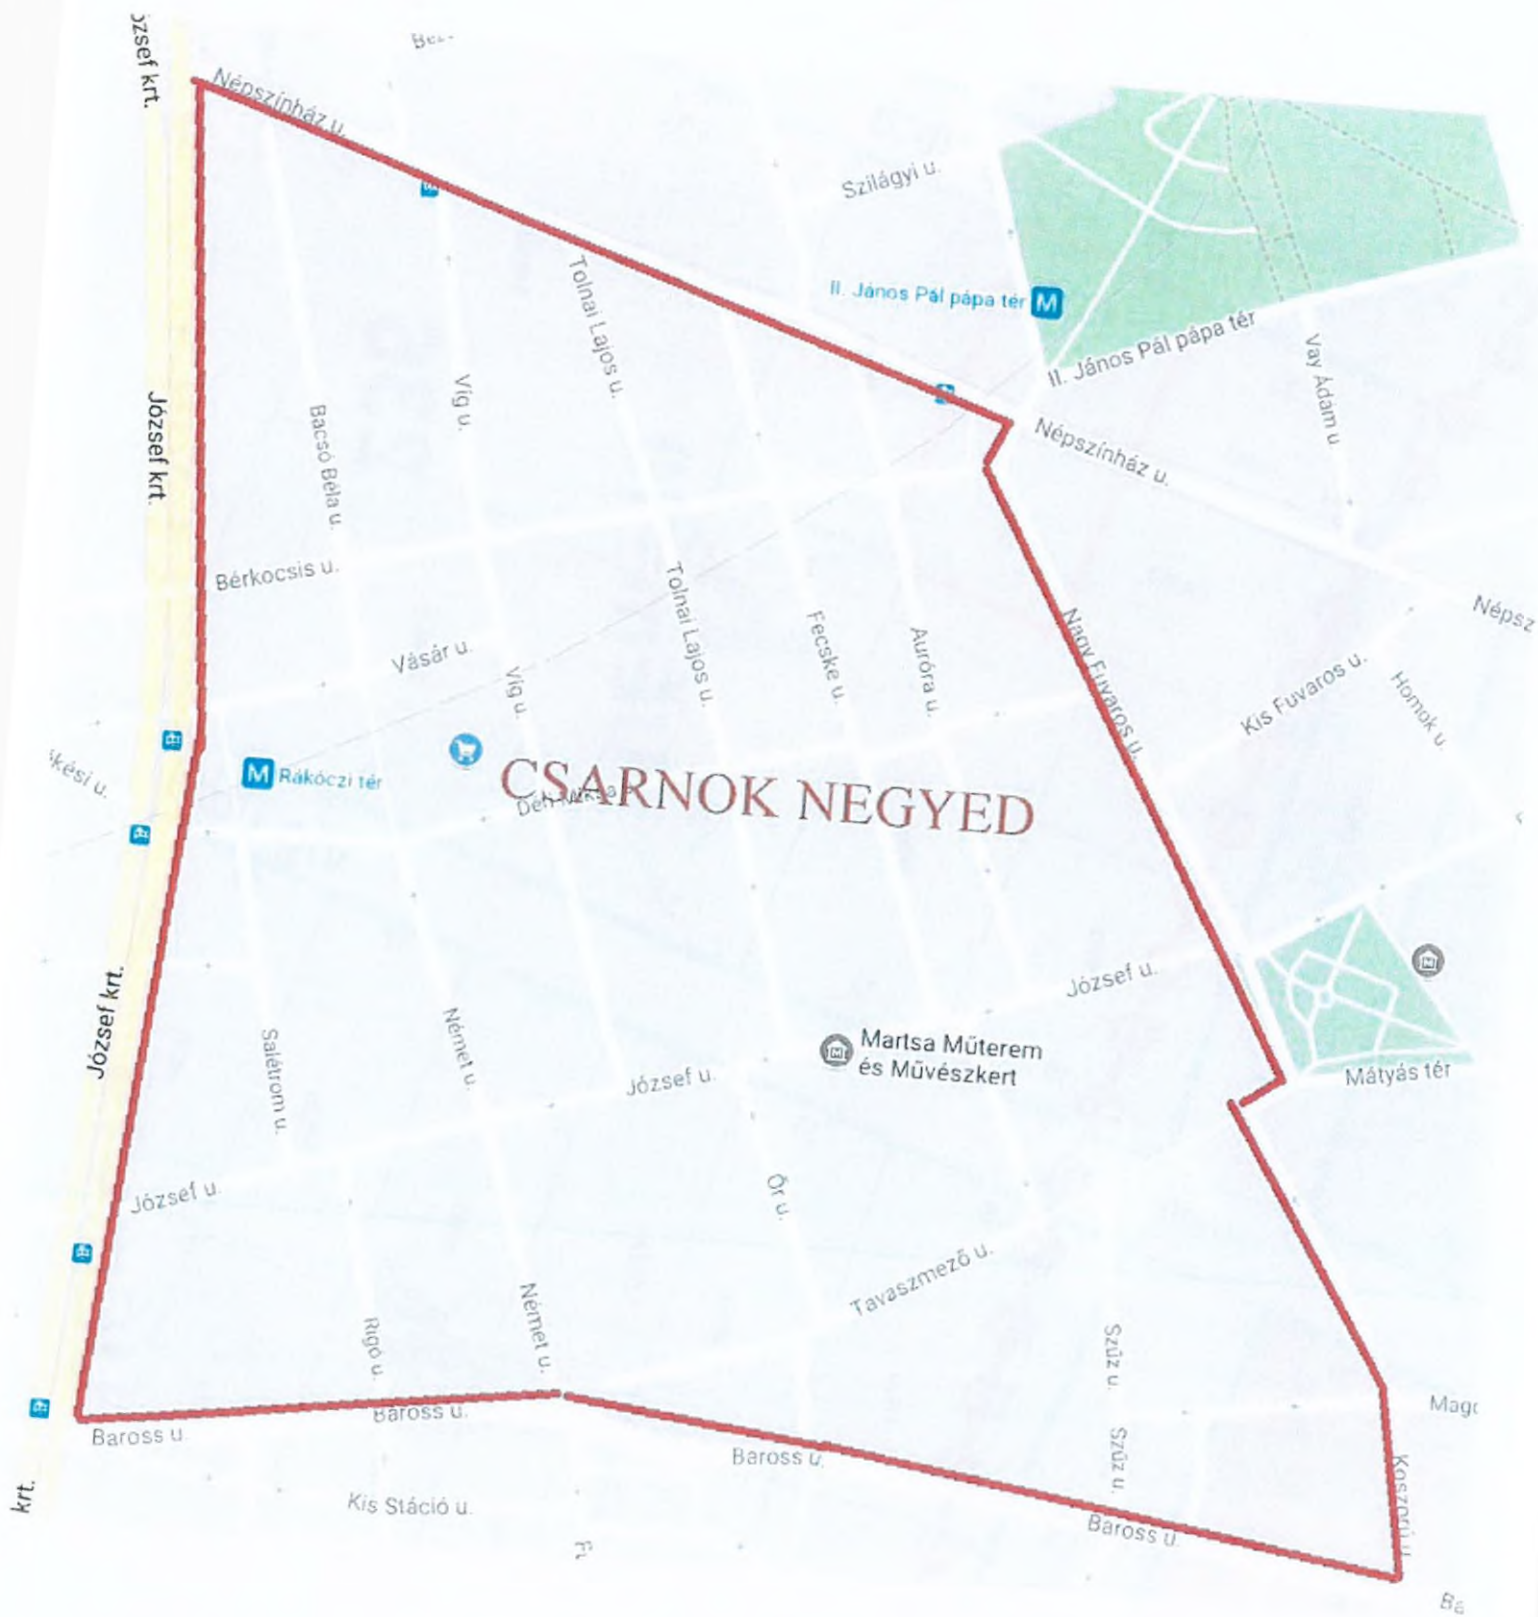 József krt.
Népszínház u.
Szilágyi u.
II. János Pál pápa tér
II. János Pál pápa tér
Tolnai Lajos u.
Vay Ádám u.
Víg u.
József krt.
Bacsó Béla u.
Népszínház u.
Bérkocsis u.
Tolnai Lajos u.
Fecske u.
Auróra u.
Nagy Fuvaros u.
Népsz
Vásár u.
Víg u.
Kis Fuvaros u.
Homok u.
kési u.
M Rákóczi tér
CSARNOK NEGYED
József krt.
József u.
Német u.
Salétrom u.
Martsa Műterem
és Művészkert
József u.
Mátyás tér
József u.
Őr u.
Tavaszmező u.
Rigó u.
Német u.
Szűz u.
Baross u.
Baross u.
Baross u.
Szűz u.
Koszorú u.
krt.
Kis Stáció u.
Baross u.